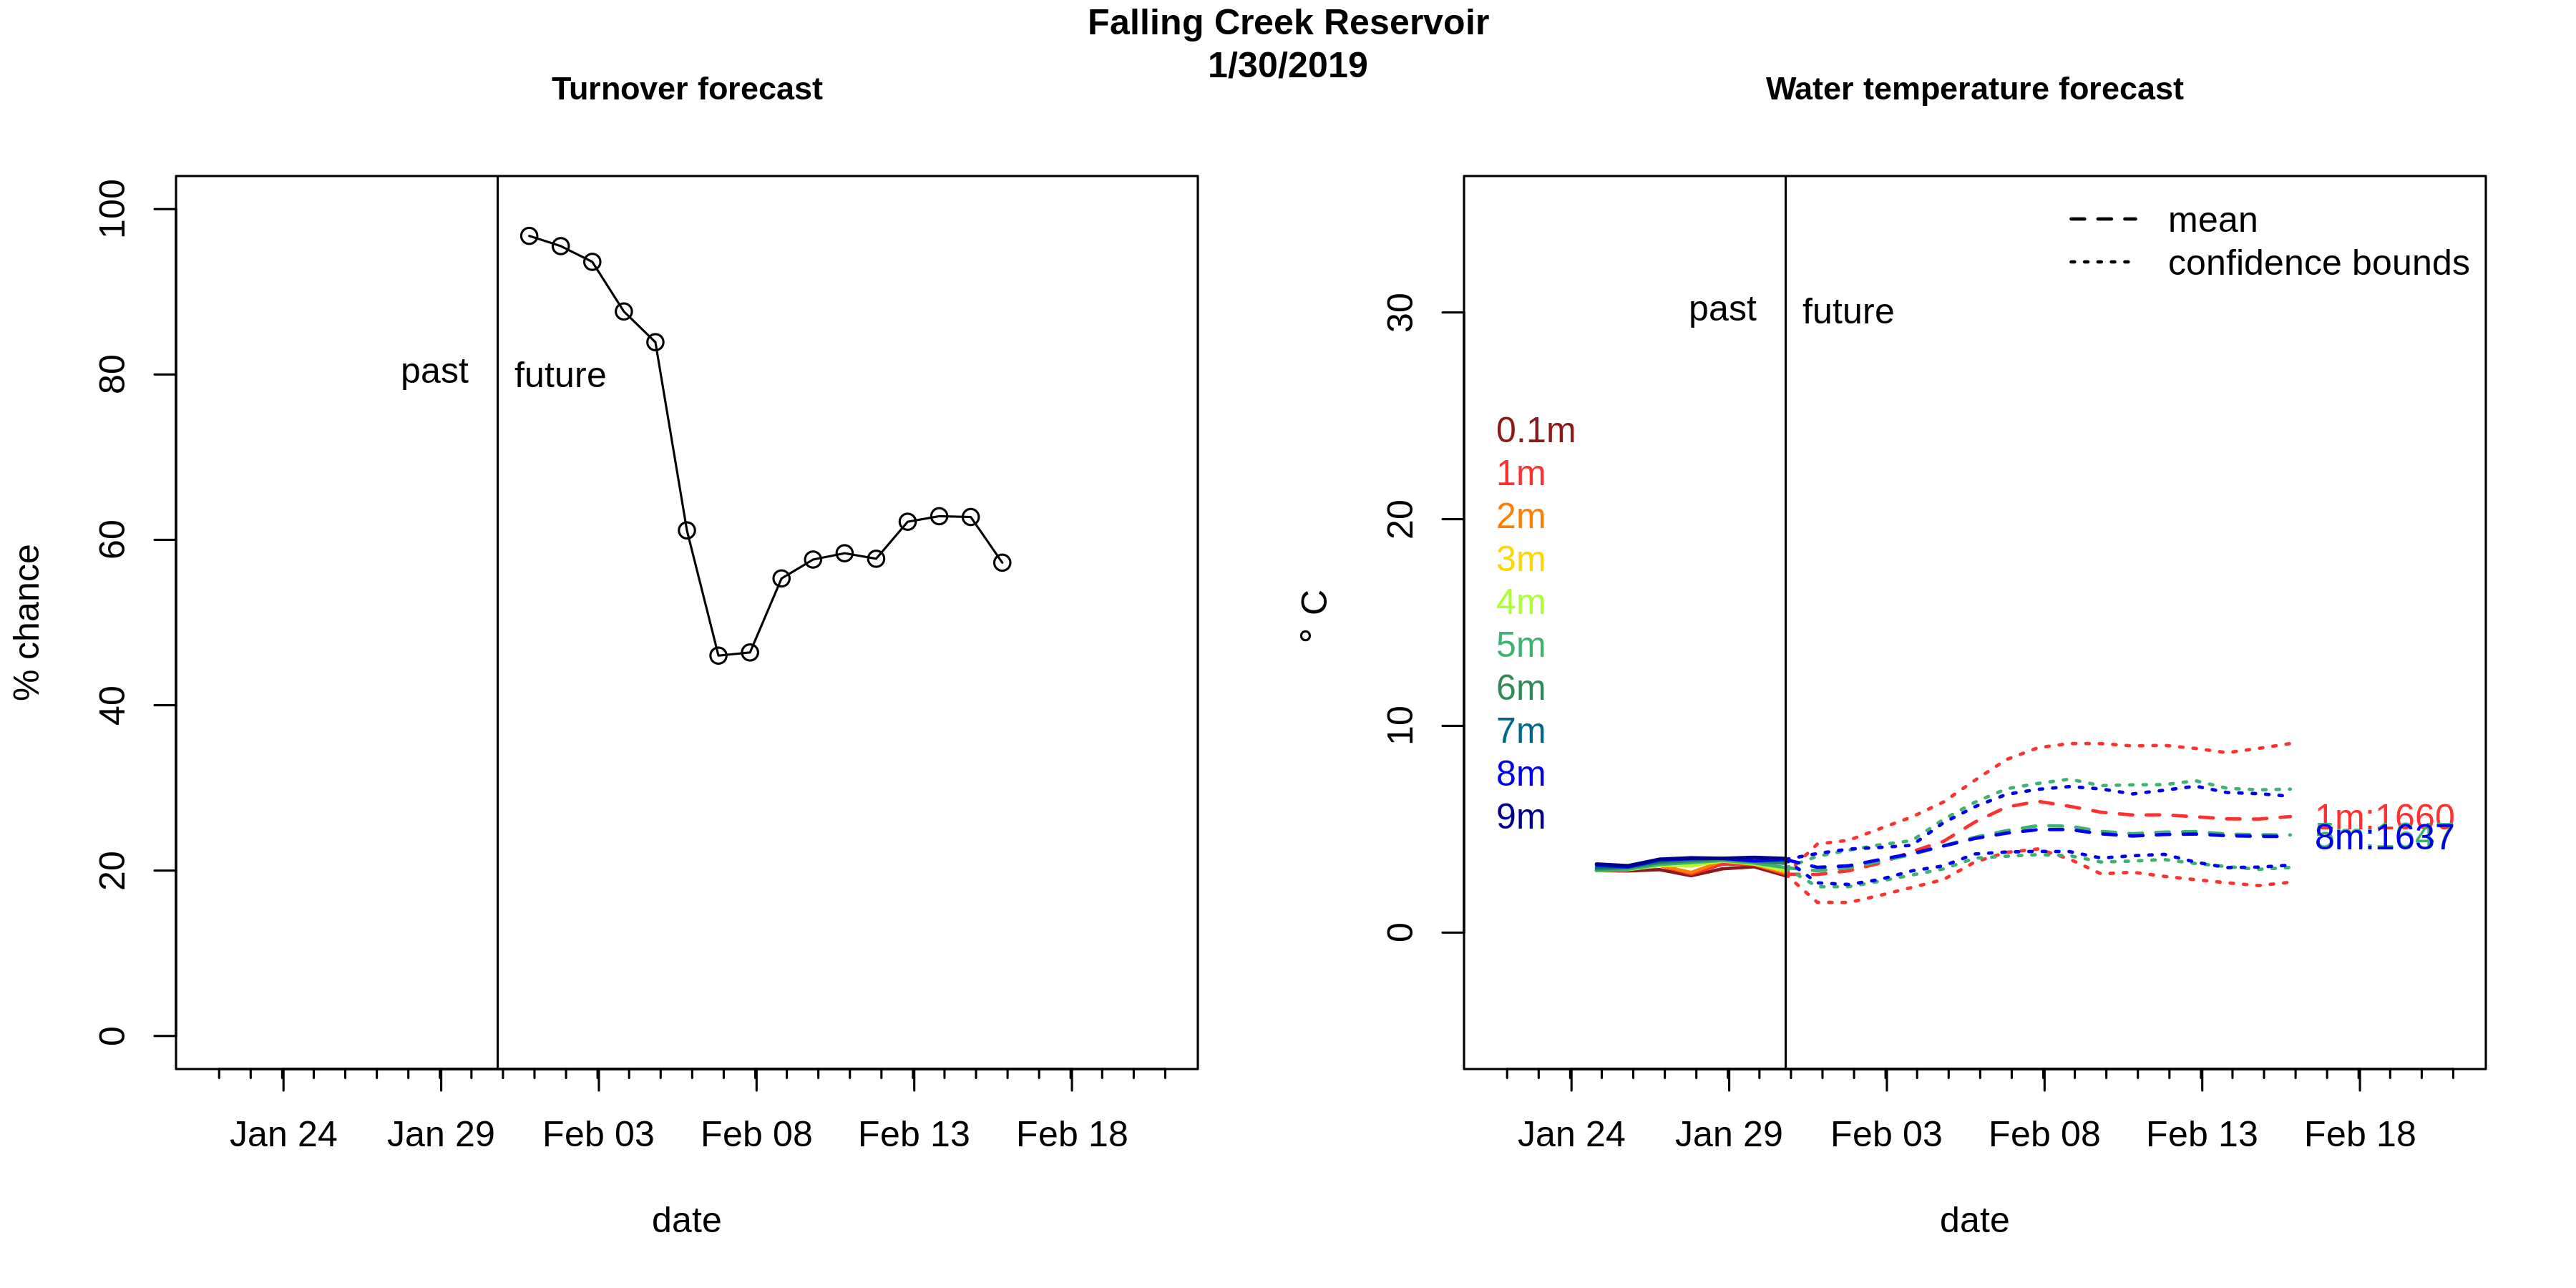 Falling Creek Reservoir
1/30/2019
Turnover forecast
% chance
100
80
60
40
20
0
past
future
Jan 24
Jan 29
Feb 03
Feb 08
Feb 13
Feb 18
date
Water temperature forecast
° C
30
20
10
0
mean
confidence bounds
past
future
0.1m
1m
2m
3m
4m
5m
6m
7m
8m
9m
1m:1660
8m:1637
Jan 24
Jan 29
Feb 03
Feb 08
Feb 13
Feb 18
date